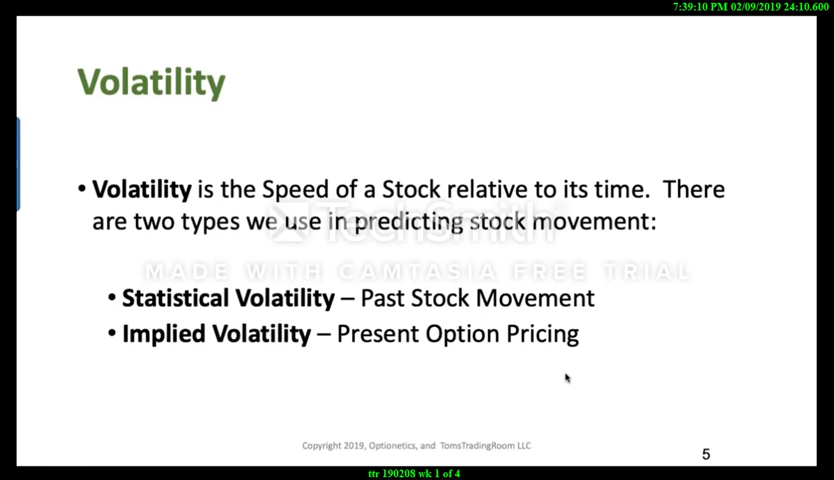 7:39:10 PM 02/09/2019 24:10.600
Volatility
• Volatility is the Speed of a Stock relative to its time. There
are two types we use in predicting stock movement:
TechSmith
MADE WITH CAMTASIA FREE TRIAL
• Statistical Volatility – Past Stock Movement
• Implied Volatility – Present Option Pricing
Copyright 2019, Optionetics, and TomsTradingRoom LLC
5
ttr 190208 wk 1 of 4